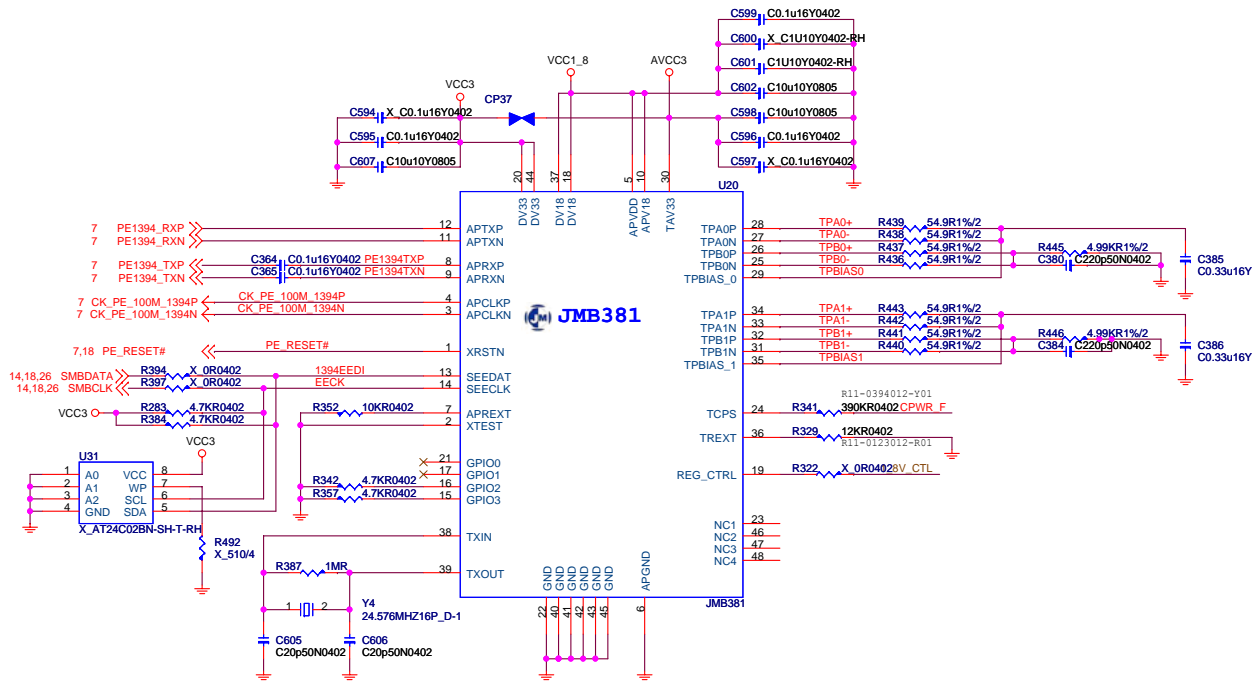 C599 C0.1u16Y0402
C600 X_C1U10Y0402-RH
C601 C1U10Y0402-RH
C602 C10u10Y0805
C598 C10u10Y0805
C596 C0.1u16Y0402
C597 X_C0.1u16Y0402
VCC1_8
AVCC3
VCC3
CP37
C594 X_C0.1u16Y0402
C595 C0.1u16Y0402
C607 C10u10Y0805
20 44 37 18 5 10 30
U20
DV33 DV33 DV18 DV18 APVDD APV18 TAV33
7 PE1394_RXP 12 APTXP
7 PE1394_RXN 11 APTXN
7 PE1394_TXP C364 C0.1u16Y0402 PE1394TXP 8 APRXP
7 PE1394_TXN C365 C0.1u16Y0402 PE1394TXN 9 APRXN
7 CK_PE_100M_1394P CK_PE_100M_1394P 4 APCLKP
7 CK_PE_100M_1394N CK_PE_100M_1394N 3 APCLKN
7,18 PE_RESET# PE_RESET# 1 XRSTN
14,18,26 SMBDATA R394 X_0R0402 1394EEDI 13 SEEDAT
14,18,26 SMBCLK R397 X_0R0402 EECK 14 SEECLK
VCC3 R283 4.7KR0402
R384 4.7KR0402
R352 10KR0402 7 APREXT
2 XTEST
21 GPIO0
17 GPIO1
R342 4.7KR0402 16 GPIO2
R357 4.7KR0402 15 GPIO3
38 TXIN
39 TXOUT
JMB381
TPA0P 28 TPA0+ R439 54.9R1%/2
TPA0N 27 TPA0- R438 54.9R1%/2
TPB0P 26 TPB0+ R437 54.9R1%/2 R445 4.99KR1%/2
TPB0N 25 TPB0- R436 54.9R1%/2 C380 C220p50N0402
TPBIAS_0 29 TPBIAS0
C385
C0.33u16Y
TPA1P 34 TPA1+ R443 54.9R1%/2
TPA1N 33 TPA1- R442 54.9R1%/2
TPB1P 32 TPB1+ R441 54.9R1%/2 R446 4.99KR1%/2
TPB1N 31 TPB1- R440 54.9R1%/2 C384 C220p50N0402
TPBIAS_1 35 TPBIAS1
C386
C0.33u16Y
R11-0394012-Y01
TCPS 24 R341 390KR0402 CPWR_F
TREXT 36 R329 12KR0402
R11-0123012-R01
REG_CTRL 19 R322 X_0R0402 8V_CTL
NC1 23
NC2 46
NC3 47
NC4 48
VCC3
U31
1 A0 VCC 8
2 A1 WP 7
3 A2 SCL 6
4 GND SDA 5
X_AT24C02BN-SH-T-RH
R492
X_510/4
R387 1MR
1 2 Y4
24.576MHZ16P_D-1
C605
C20p50N0402
C606
C20p50N0402
GND GND GND GND GND GND APGND
22 40 41 42 43 45 6
JMB381